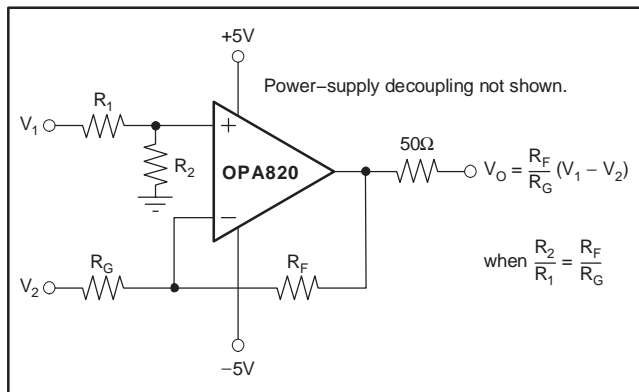 +5V
Power−supply decoupling not shown.
R1
V1
+
R2
OPA820
50Ω
VO = RF/RG (V1 − V2)
−
RG
RF
V2
when R2/R1 = RF/RG
−5V